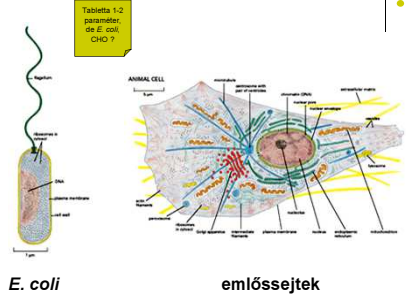 Tabletta 1-2
paraméter,
de E. coli,
CHO ?
ANIMAL CELL
5 µm
microtubule
centrosome with
pair of centrioles
chromatin (DNA)
nuclear pore
nuclear envelope
extracellular matrix
vesicles
lysosome
flagellum
ribosomes in
cytosol
DNA
plasma membrane
cell wall
1 µm
actin
filaments
peroxisome
ribosomes
in cytosol
Golgi apparatus
intermediate
filaments
plasma membrane
nucleolus
nucleus
endoplasmic
reticulum
mitochondrion
E. coli
emlőssejtek